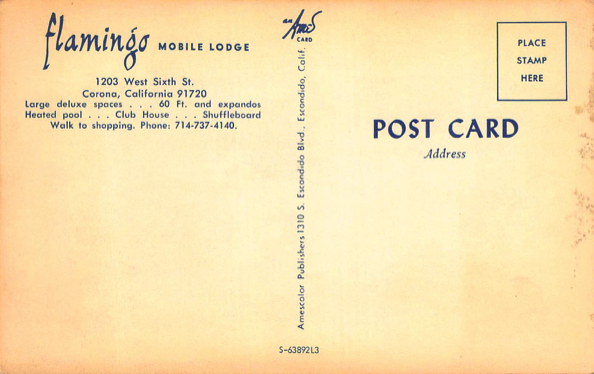 flamingo MOBILE LODGE
1203 West Sixth St.
Corona, California 91720
Large deluxe spaces . . . 60 Ft. and expandos
Heated pool . . . Club House . . . Shuffleboard
Walk to shopping. Phone: 714-737-4140.
an Ames CARD
Amescolor Publishers 1310 S. Escondido Blvd., Escondido, Calif.
S-63892L3
PLACE
STAMP
HERE
POST CARD
Address